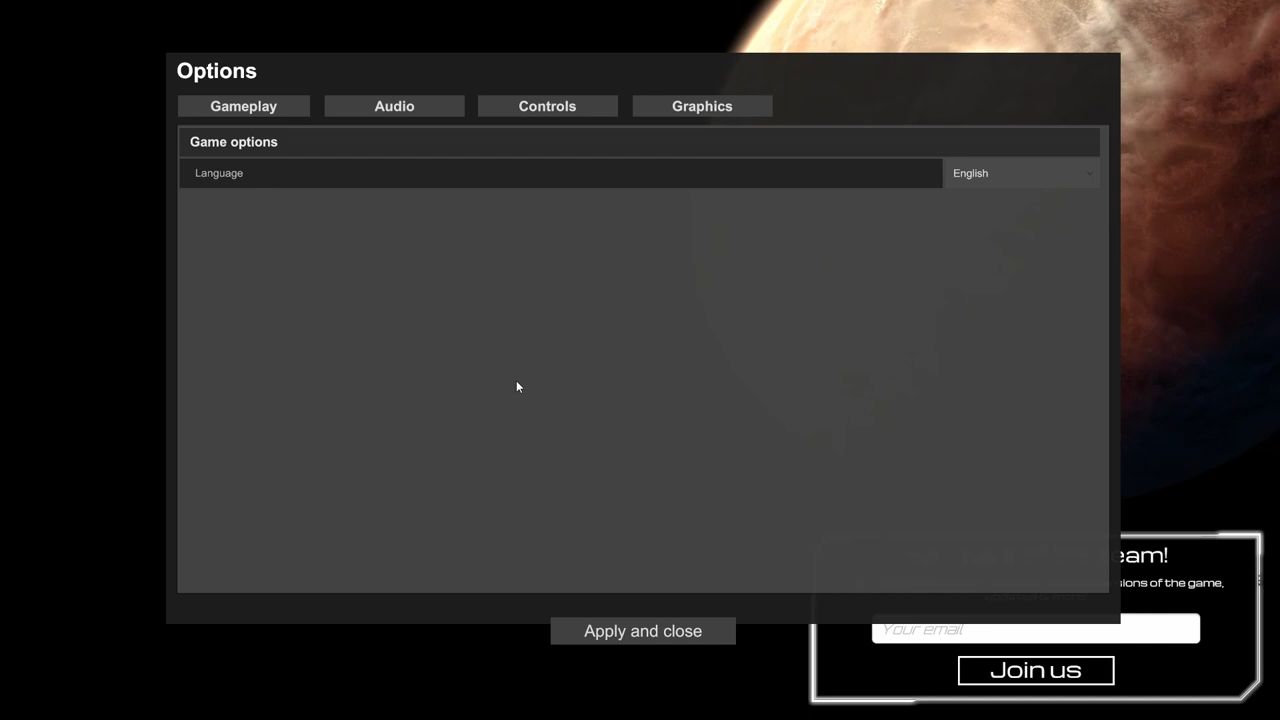 Options
Gameplay Audio Controls Graphics
Game options
Language English
Apply and close
eam!
sions of the game,
Your email
Join us